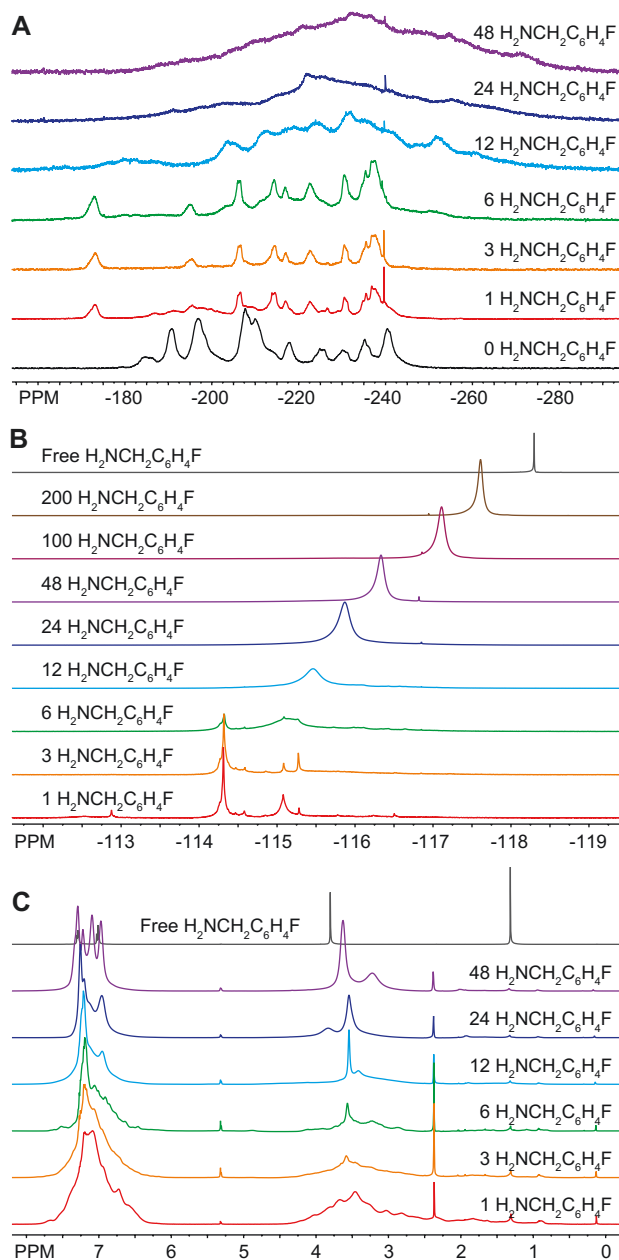 A
48 H₂NCH₂C₆H₄F
24 H₂NCH₂C₆H₄F
12 H₂NCH₂C₆H₄F
6 H₂NCH₂C₆H₄F
3 H₂NCH₂C₆H₄F
1 H₂NCH₂C₆H₄F
0 H₂NCH₂C₆H₄F
PPM -180 -200 -220 -240 -260 -280
B
Free H₂NCH₂C₆H₄F
200 H₂NCH₂C₆H₄F
100 H₂NCH₂C₆H₄F
48 H₂NCH₂C₆H₄F
24 H₂NCH₂C₆H₄F
12 H₂NCH₂C₆H₄F
6 H₂NCH₂C₆H₄F
3 H₂NCH₂C₆H₄F
1 H₂NCH₂C₆H₄F
PPM -113 -114 -115 -116 -117 -118 -119
C
Free H₂NCH₂C₆H₄F
48 H₂NCH₂C₆H₄F
24 H₂NCH₂C₆H₄F
12 H₂NCH₂C₆H₄F
6 H₂NCH₂C₆H₄F
3 H₂NCH₂C₆H₄F
1 H₂NCH₂C₆H₄F
PPM 7 6 5 4 3 2 1 0